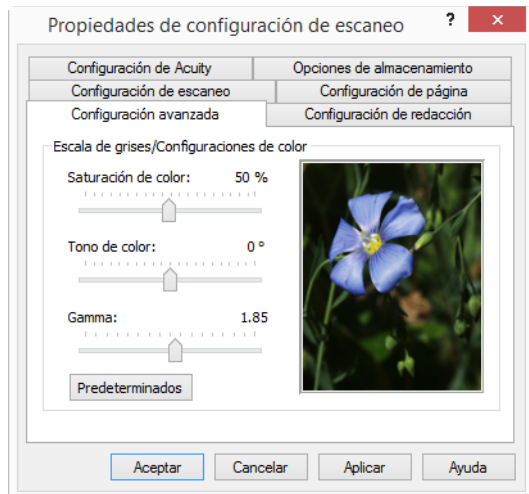 Propiedades de configuración de escaneo ? ×
Configuración de Acuity Opciones de almacenamiento
Configuración de escaneo Configuración de página
Configuración avanzada Configuración de redacción
Escala de grises/Configuraciones de color
Saturación de color: 50 %
Tono de color: 0 °
Gamma: 1.85
Predeterminados
Aceptar Cancelar Aplicar Ayuda